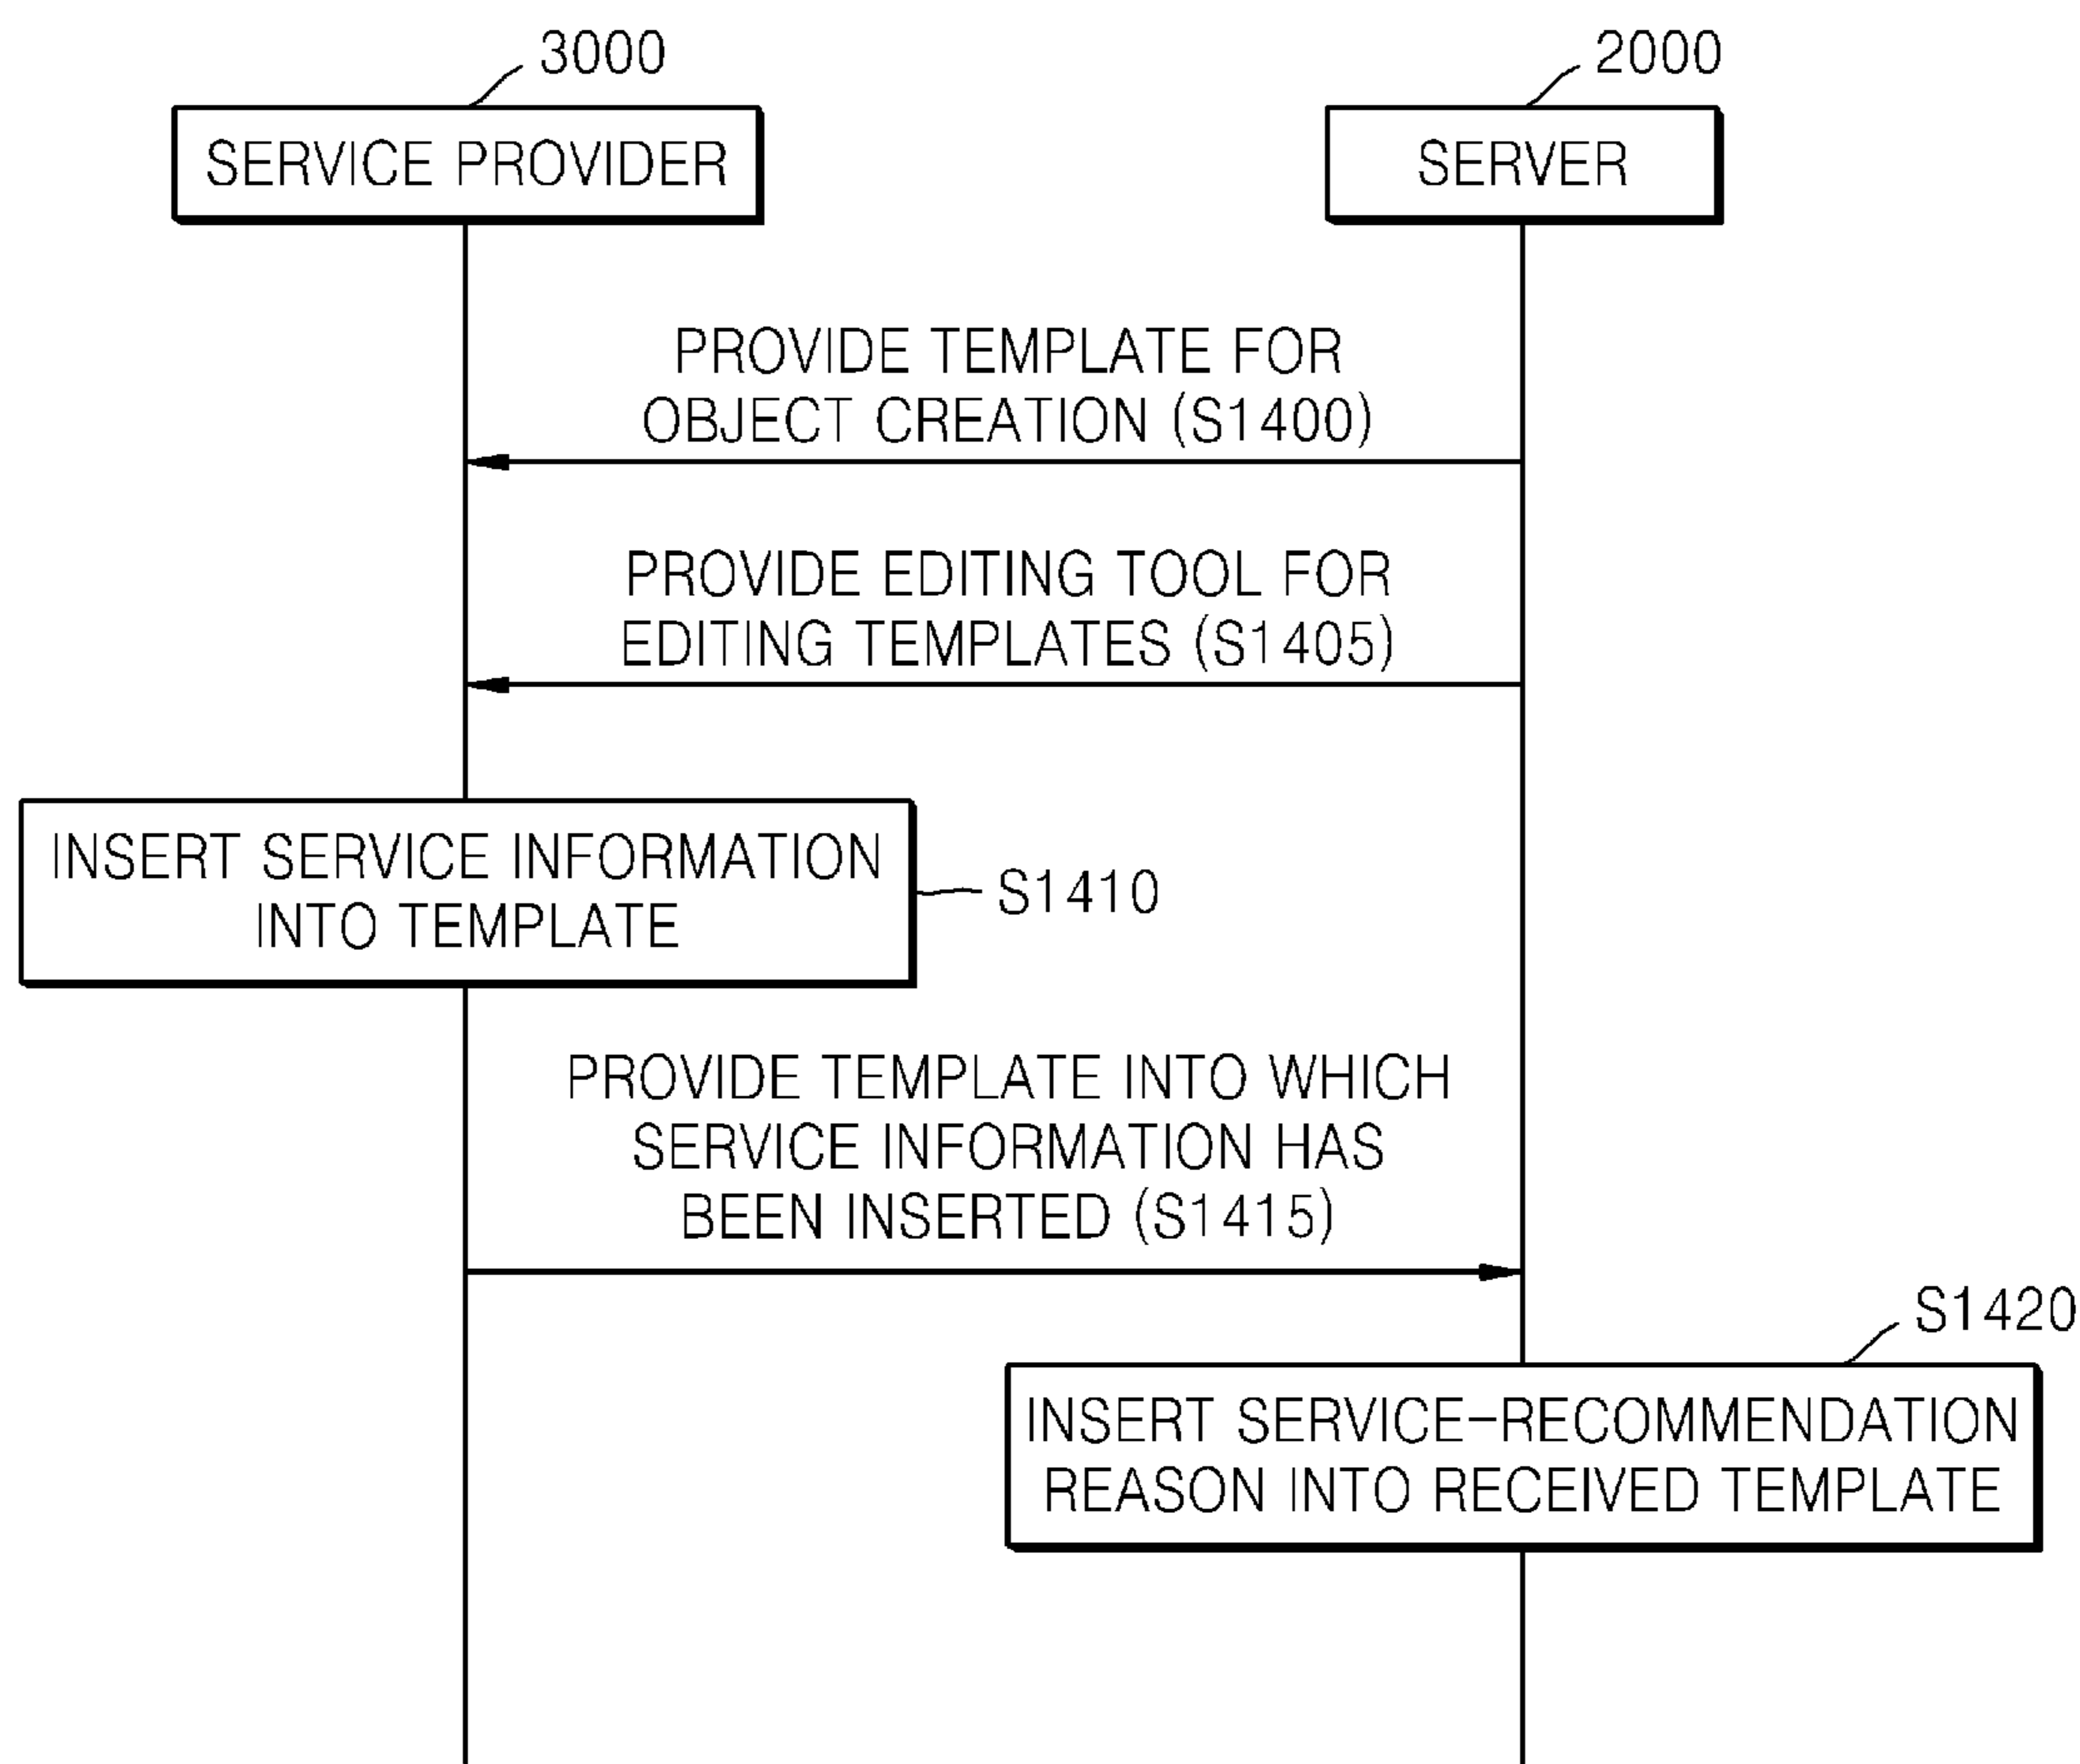 3000
2000
SERVICE PROVIDER
SERVER
PROVIDE TEMPLATE FOR
OBJECT CREATION (S1400)
PROVIDE EDITING TOOL FOR
EDITING TEMPLATES (S1405)
INSERT SERVICE INFORMATION
INTO TEMPLATE
S1410
PROVIDE TEMPLATE INTO WHICH
SERVICE INFORMATION HAS
BEEN INSERTED (S1415)
S1420
INSERT SERVICE-RECOMMENDATION
REASON INTO RECEIVED TEMPLATE